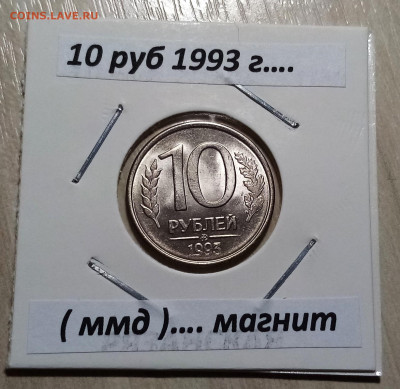 COINS.LAVE.RU
10 руб 1993 г....
10
РУБЛЕЙ
1993
( ммд ).... магнит